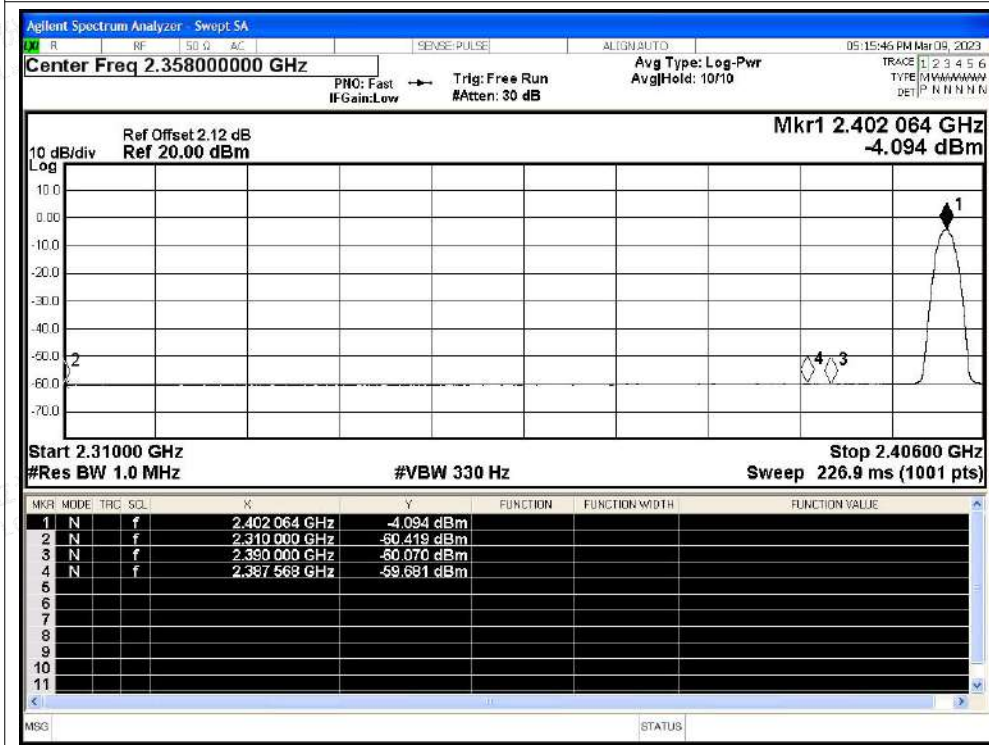 Agilent Spectrum Analyzer - Swept SA
LXI R RF 50 Ω AC SENSE:PULSE ALIGN AUTO 05:15:46 PM Mar 09, 2023
Center Freq 2.358000000 GHz
PNO: Fast
IFGain:Low
Trig: Free Run
#Atten: 30 dB
Avg Type: Log-Pwr
Avg|Hold: 10/10
TRACE 1 2 3 4 5 6
TYPE MWWWWW
DET P N N N N N
Ref Offset 2.12 dB
10 dB/div Ref 20.00 dBm
Log
Mkr1 2.402 064 GHz
-4.094 dBm
10.0
0.00
-10.0
-20.0
-30.0
-40.0
-50.0
-60.0
-70.0
1
2
4
3
Start 2.31000 GHz Stop 2.40600 GHz
#Res BW 1.0 MHz #VBW 330 Hz Sweep 226.9 ms (1001 pts)
MKR MODE TRC SCL X Y FUNCTION FUNCTION WIDTH FUNCTION VALUE
1 N f 2.402 064 GHz -4.094 dBm
2 N f 2.310 000 GHz -60.419 dBm
3 N f 2.390 000 GHz -60.070 dBm
4 N f 2.387 568 GHz -59.681 dBm
5
6
7
8
9
10
11
MSG STATUS